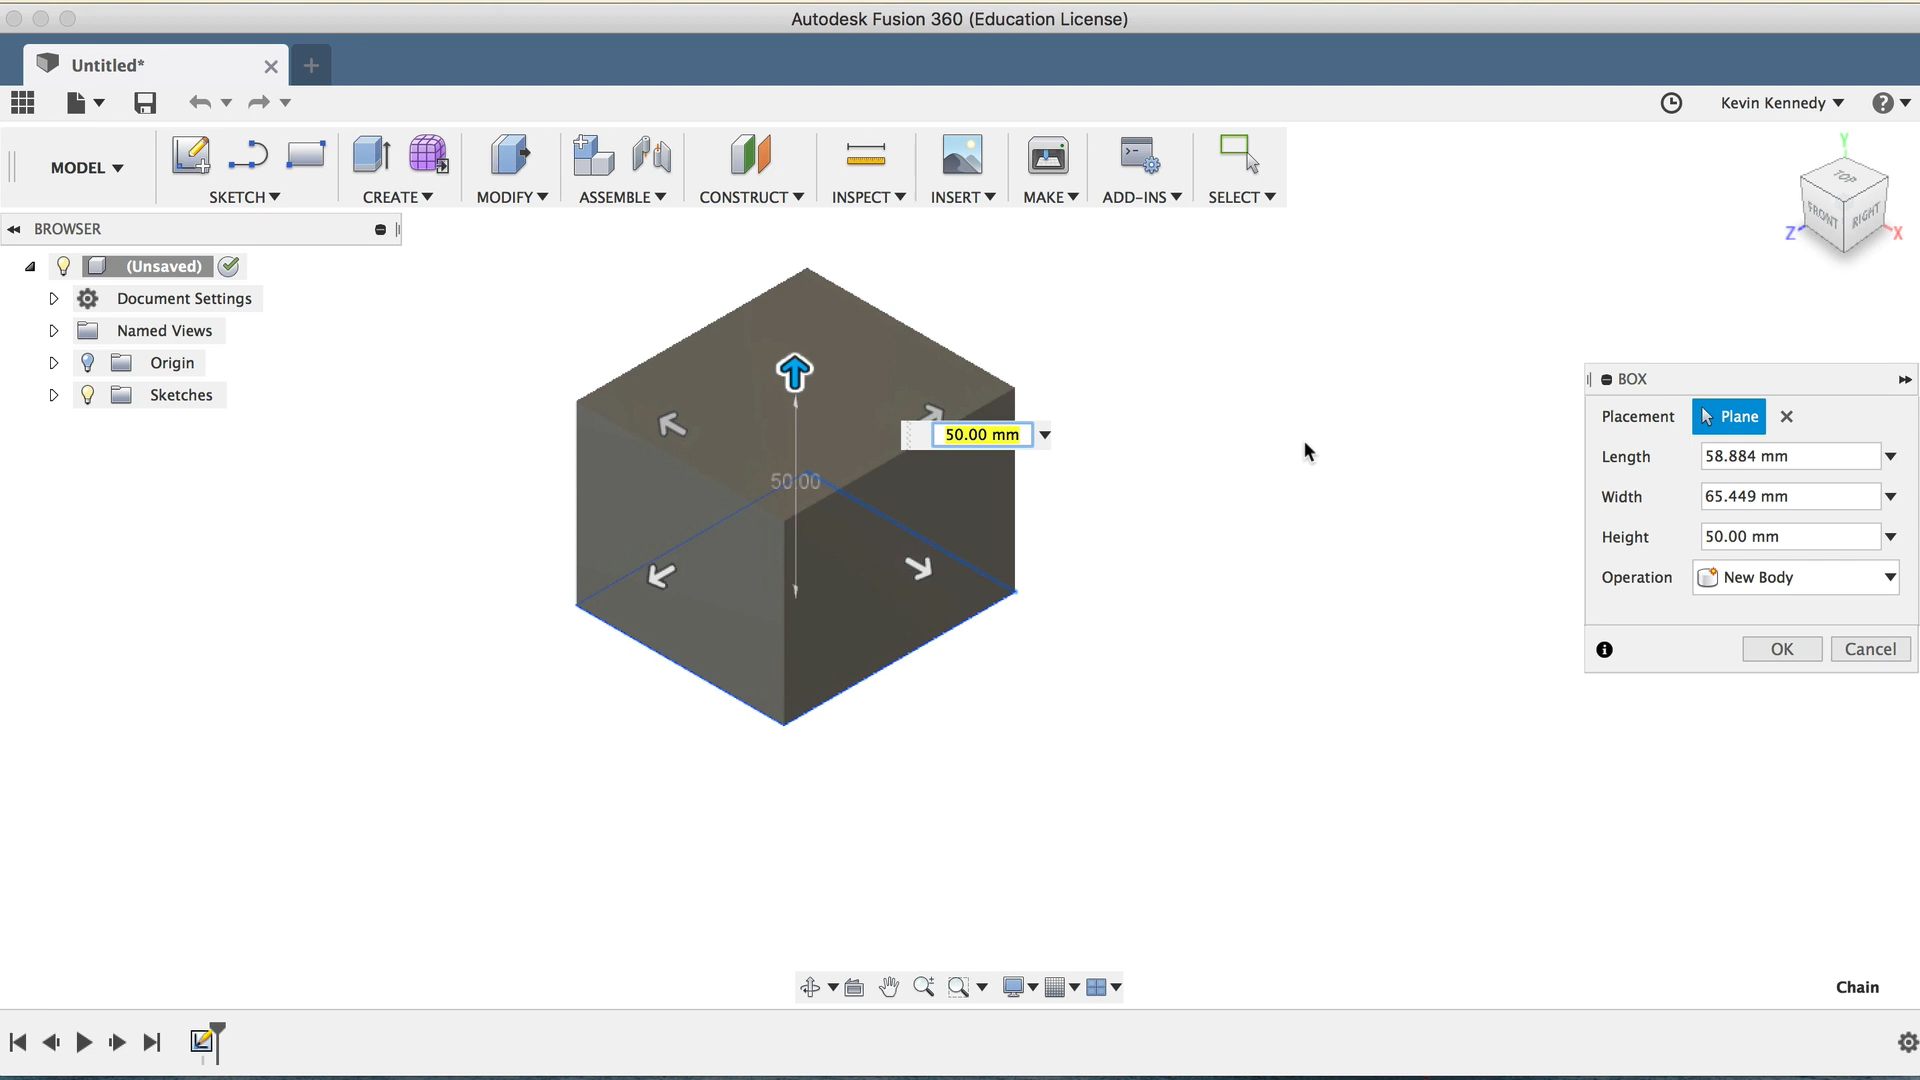 Autodesk Fusion 360 (Education License)
Untitled*
Kevin Kennedy
?
MODEL
SKETCH
CREATE
MODIFY
ASSEMBLE
CONSTRUCT
INSPECT
INSERT
MAKE
ADD-INS
SELECT
Y
TOP
FRONT
RIGHT
Z
X
BROWSER
(Unsaved)
Document Settings
Named Views
Origin
Sketches
50.00 mm
50.00
BOX
Placement Plane
Length 58.884 mm
Width 65.449 mm
Height 50.00 mm
Operation New Body
OK Cancel
Chain